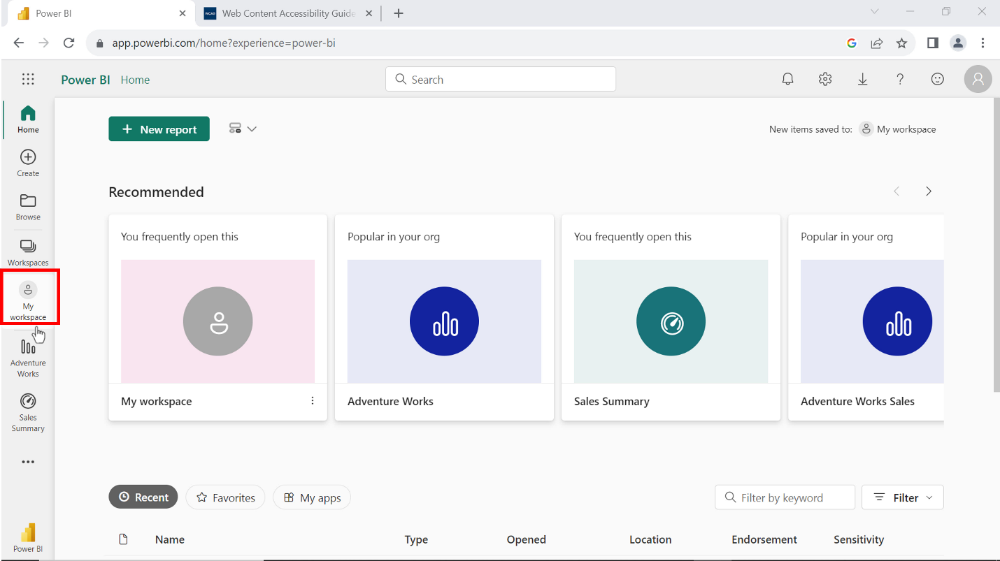 Power BI
Web Content Accessibility Guide
app.powerbi.com/home?experience=power-bi
Power BI Home
Search
Home
Create
Browse
Workspaces
My
workspace
Adventure
Works
Sales
Summary
Power BI
New report
New items saved to: My workspace
Recommended
You frequently open this
My workspace
Popular in your org
Adventure Works
You frequently open this
Sales Summary
Popular in your org
Adventure Works Sales
Recent
Favorites
My apps
Filter by keyword
Filter
Name Type Opened Location Endorsement Sensitivity